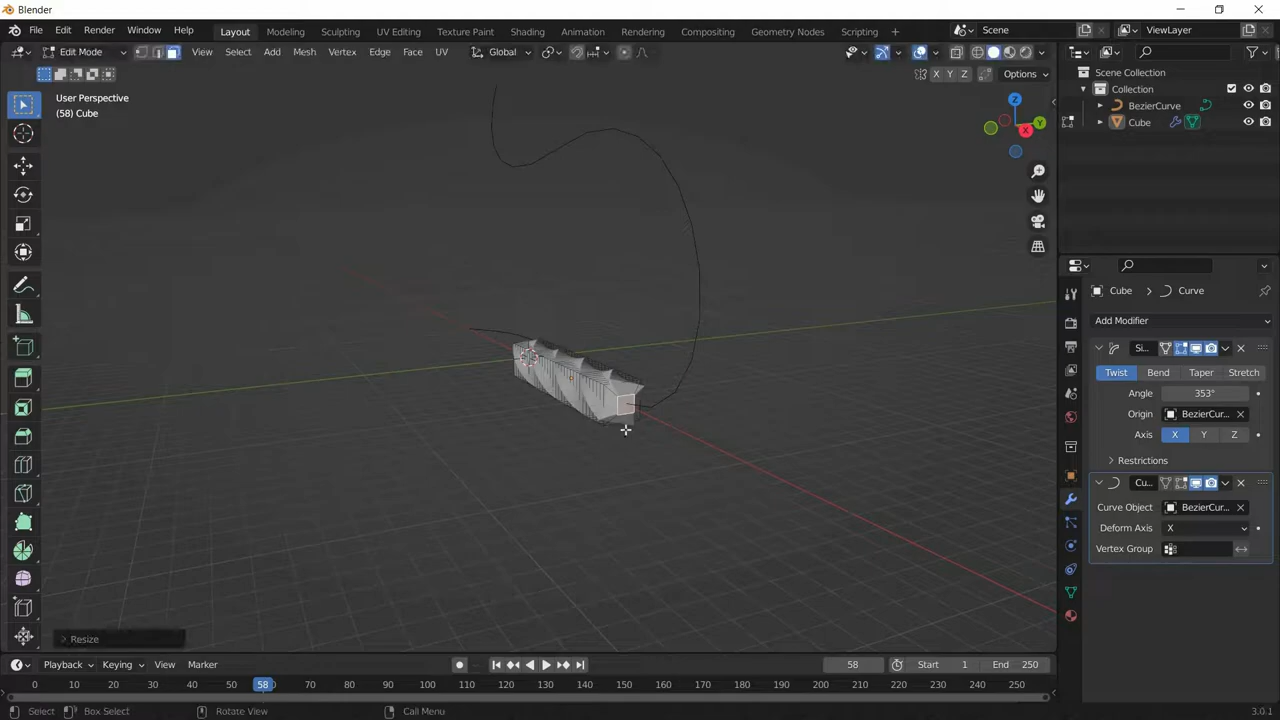 Blender
File Edit Render Window Help Layout Modeling Sculpting UV Editing Texture Paint Shading Animation Rendering Compositing Geometry Nodes Scripting Scene ViewLayer
Edit Mode View Select Add Mesh Vertex Edge Face UV Global
X Y Z Options
Scene Collection
Collection
BezierCurve
Cube
User Perspective
(58) Cube
Z
Y
X
Cube > Curve
Add Modifier
Si...
Twist Bend Taper Stretch
Angle 353°
Origin BezierCur...
Axis X Y Z
Restrictions
Cu...
Curve Object BezierCur...
Deform Axis X
Vertex Group
> Resize
Playback Keying View Marker 58 Start 1 End 250
0 10 20 30 40 50 58 70 80 90 100 110 120 130 140 150 160 170 180 190 200 210 220 230 240 250
Select Box Select Rotate View Call Menu 3.0.1